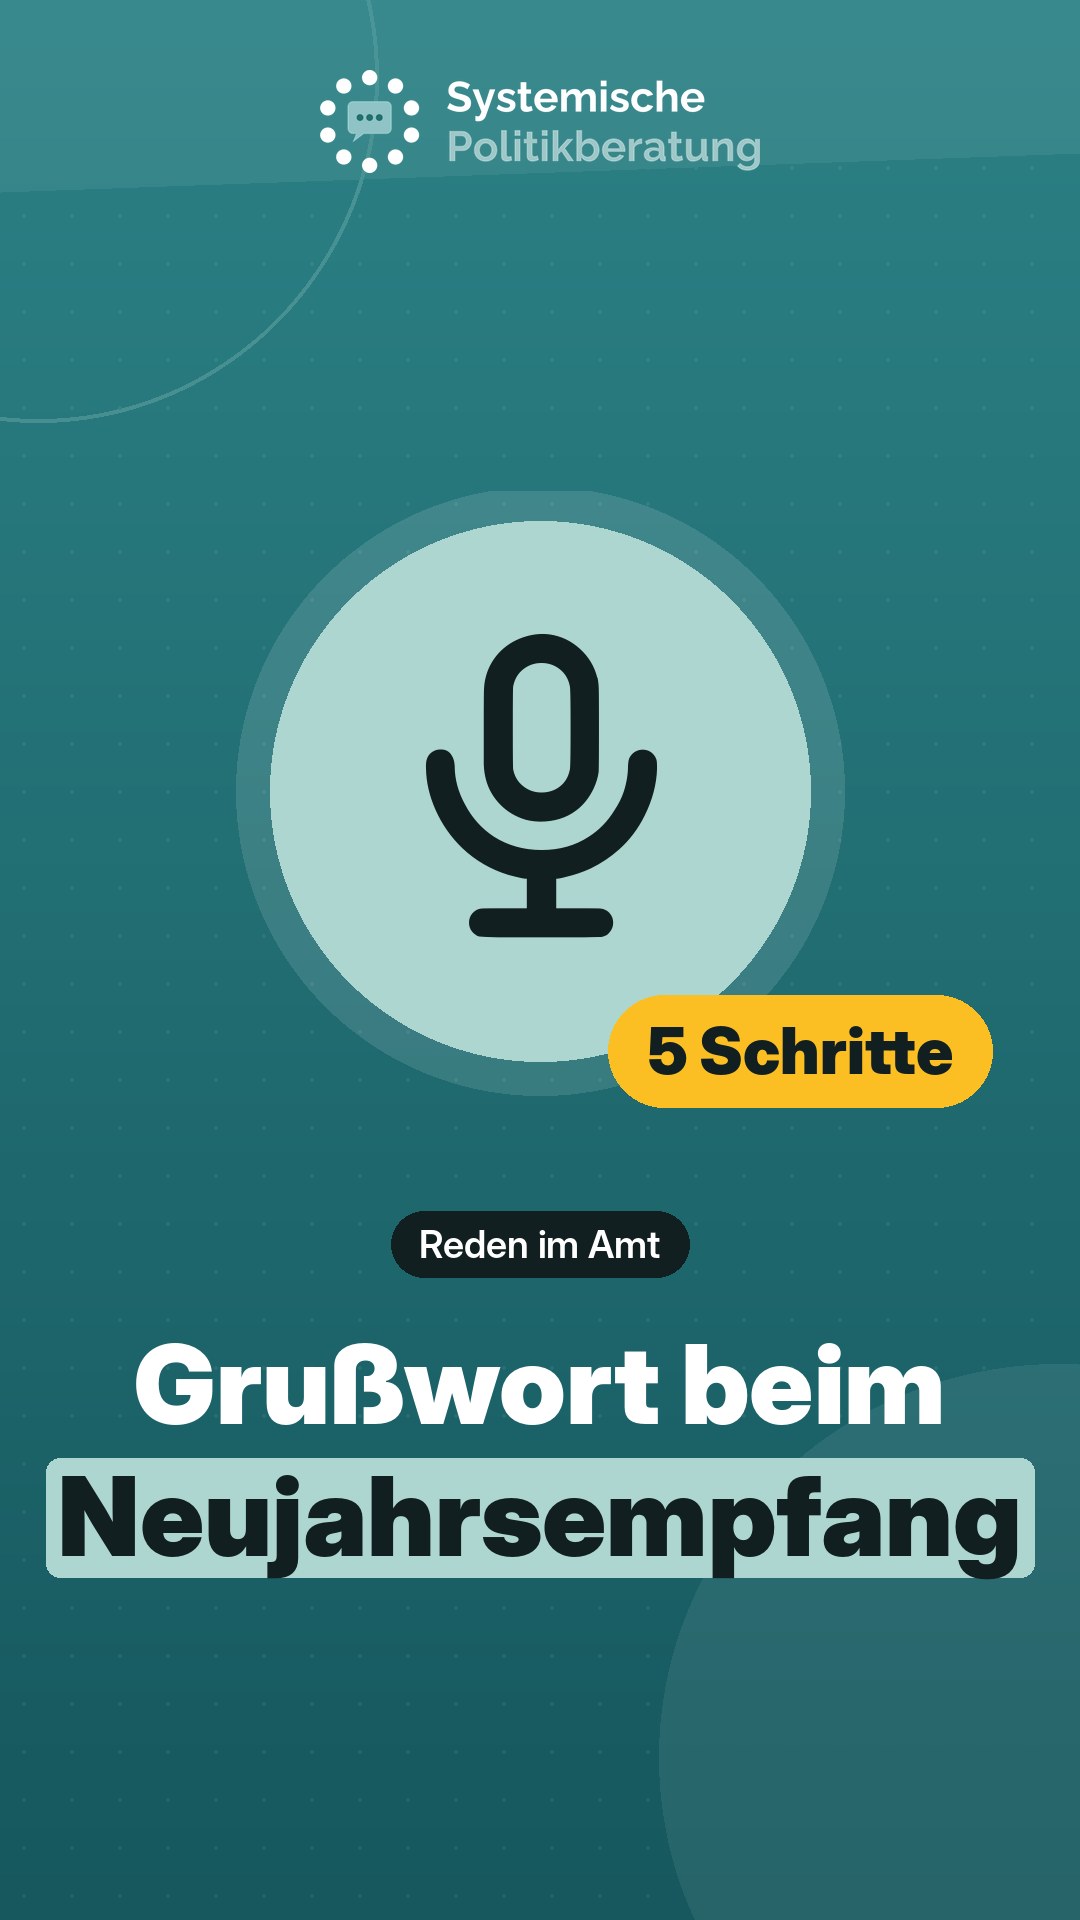 Systemische
Politikberatung
5 Schritte
Reden im Amt
Grußwort beim
Neujahrsempfang